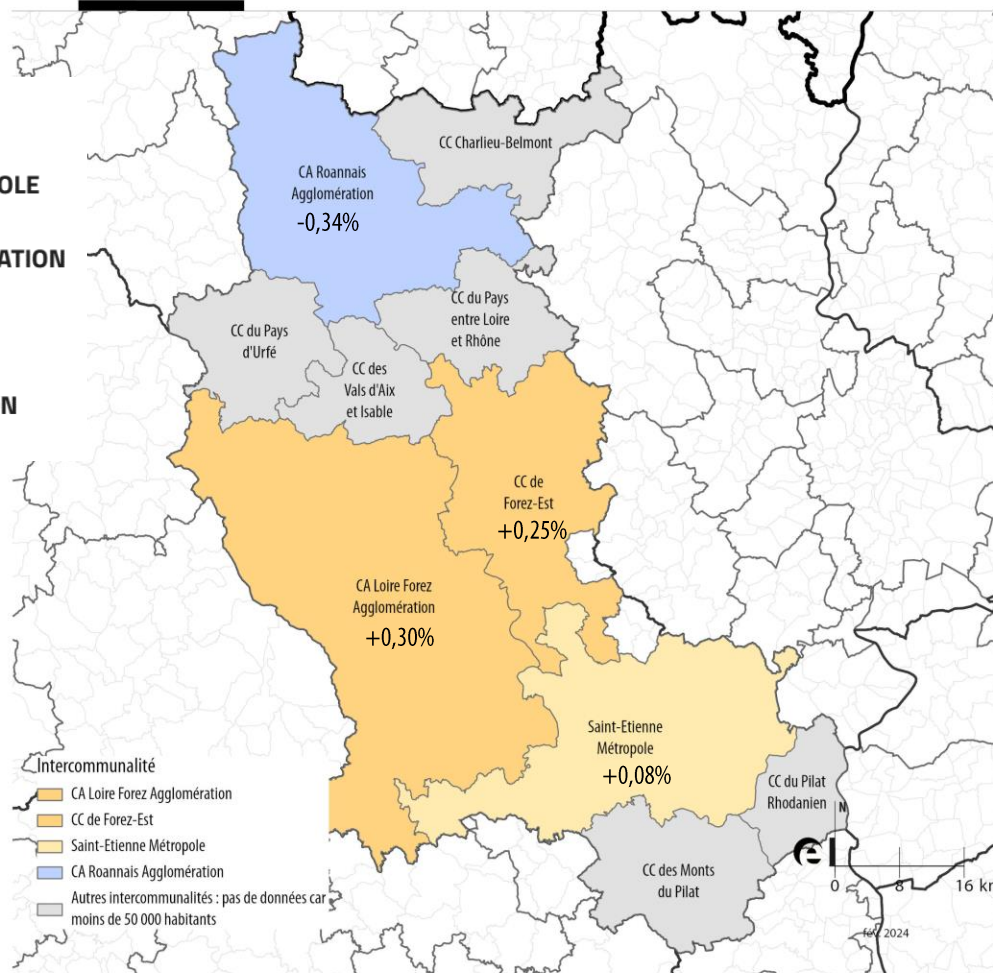 OLE
ATION
N
CC Charlieu-Belmont
CA Roannais
Agglomération
-0,34%
CC du Pays
d'Urfé
CC des
Vals d'Aix
et Isable
CC du Pays
entre Loire
et Rhône
CC de
Forez-Est
+0,25%
CA Loire Forez
Agglomération
+0,30%
Saint-Etienne
Métropole
+0,08%
CC du Pilat
Rhodanien
CC des Monts
du Pilat
Intercommunalité
CA Loire Forez Agglomération
CC de Forez-Est
Saint-Etienne Métropole
CA Roannais Agglomération
Autres intercommunalités : pas de données car
moins de 50 000 habitants
N
0 8 16 km
2024